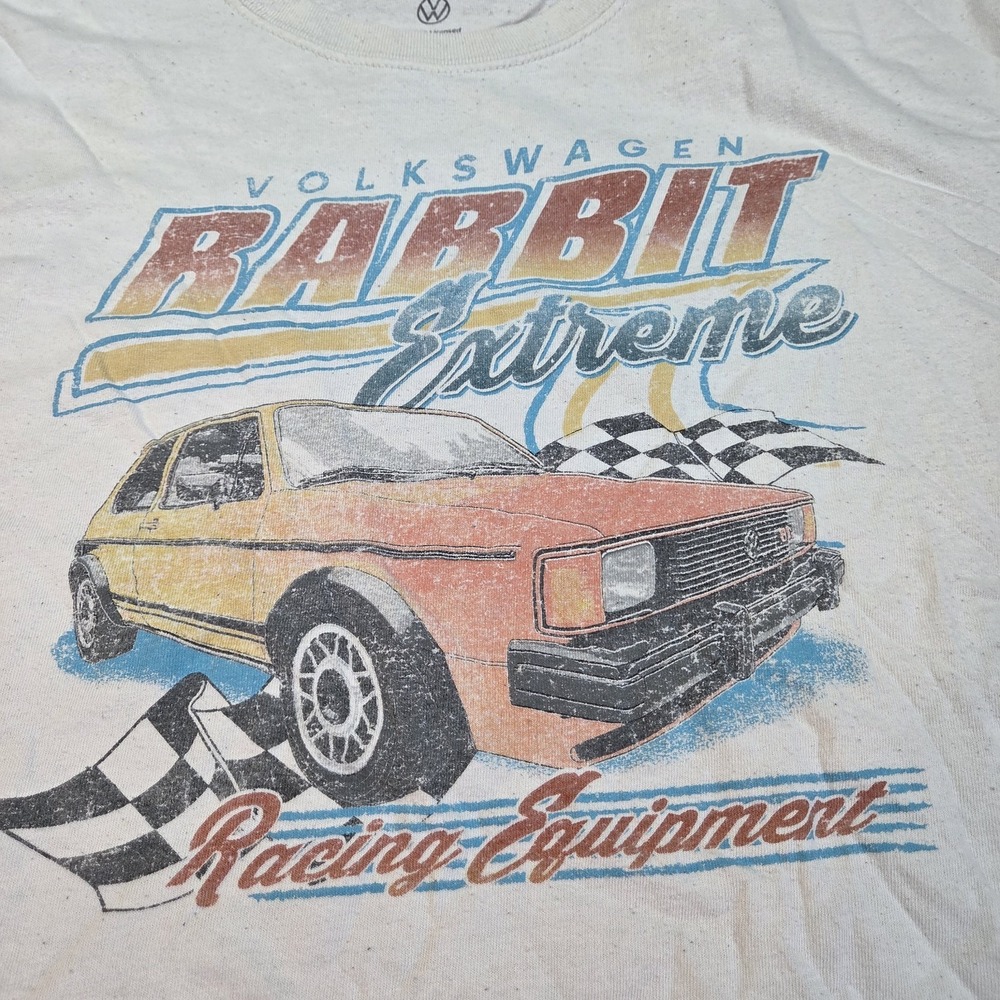 VOLKSWAGEN
RABBIT
Extreme
Racing Equipment